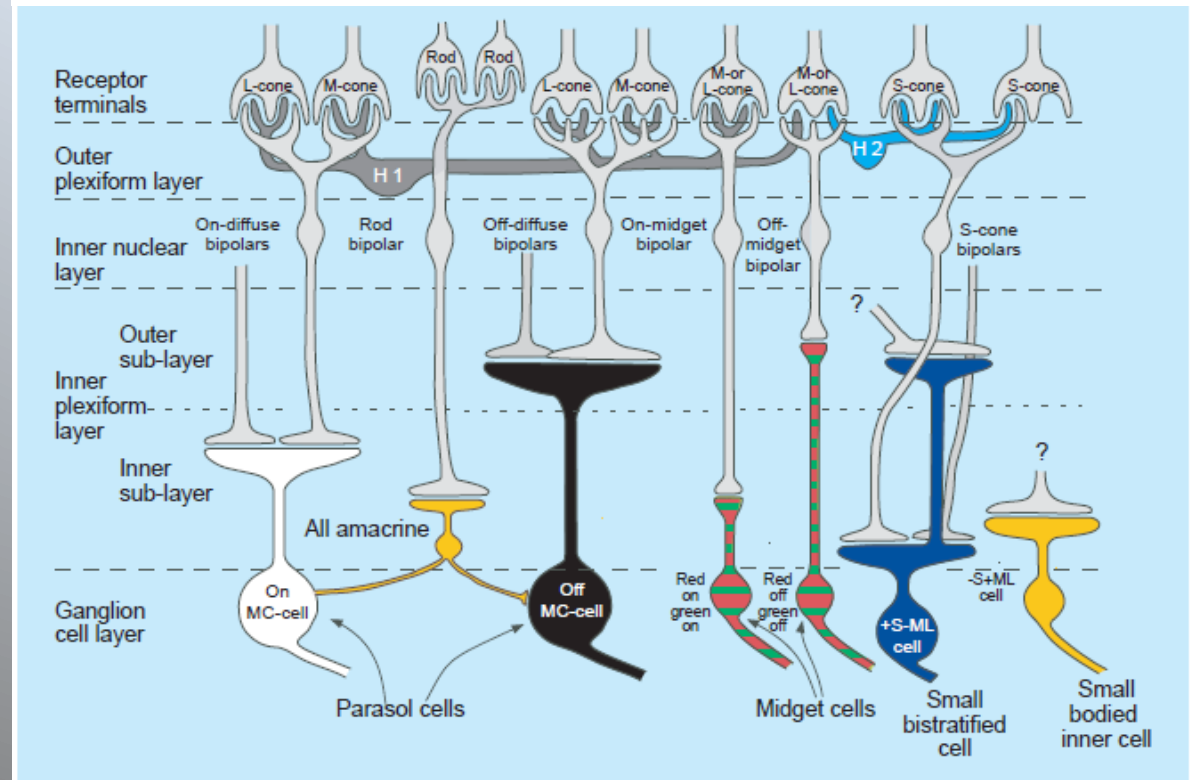 Receptor
terminals
L-cone
M-cone
Rod
Rod
L-cone
M-cone
M-or
L-cone
M-or
L-cone
S-cone
S-cone
Outer
plexiform layer
H 1
H 2
Inner nuclear
layer
On-diffuse
bipolars
Rod
bipolar
Off-diffuse
bipolars
On-midget
bipolar
Off-
midget
bipolar
S-cone
bipolars
?
Outer
sub-layer
Inner
plexiform
layer
Inner
sub-layer
?
All amacrine
Ganglion
cell layer
On
MC-cell
Off
MC-cell
Red
on
green
on
Red
off
green
off
+S-ML
cell
-S+ML
cell
Parasol cells
Midget cells
Small
bistratified
cell
Small
bodied
inner cell